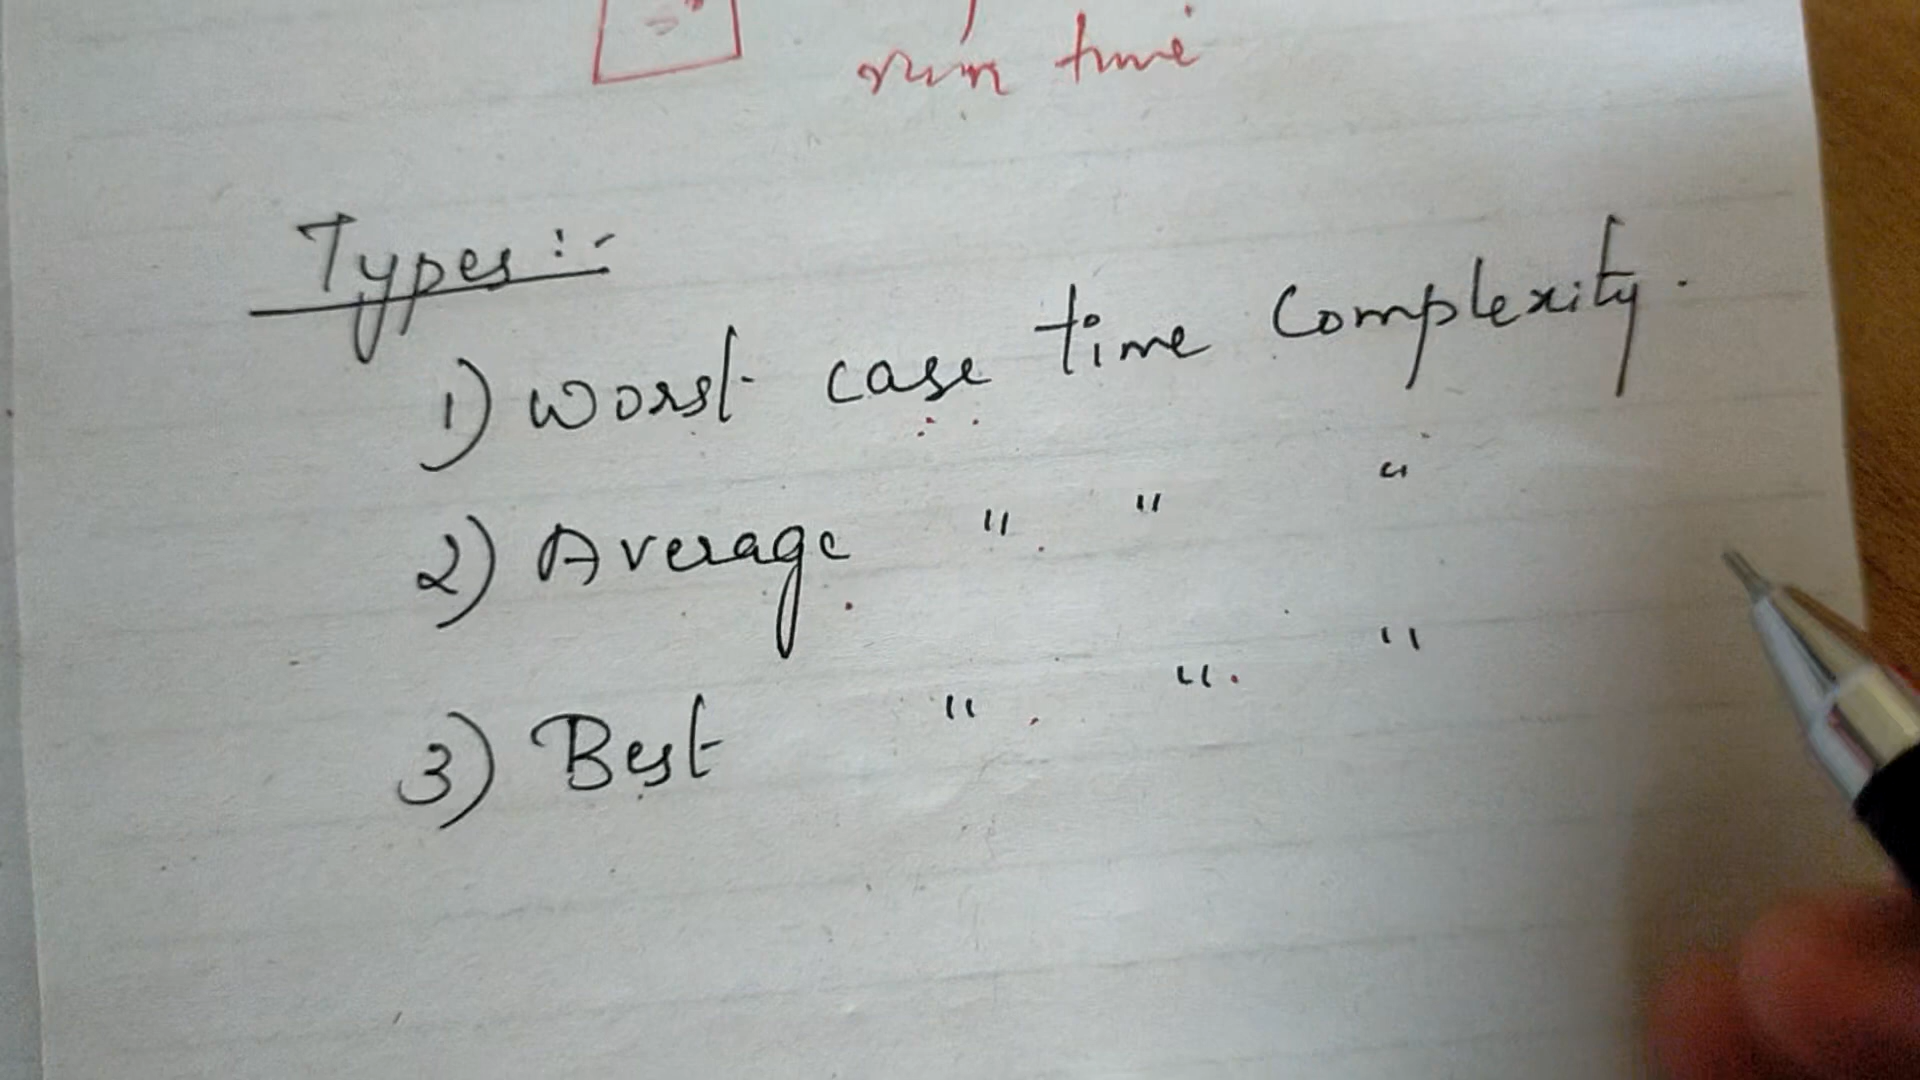 run time
Types :-
1) Worst case time Complexity.
2) Average " " "
3) Best " " "